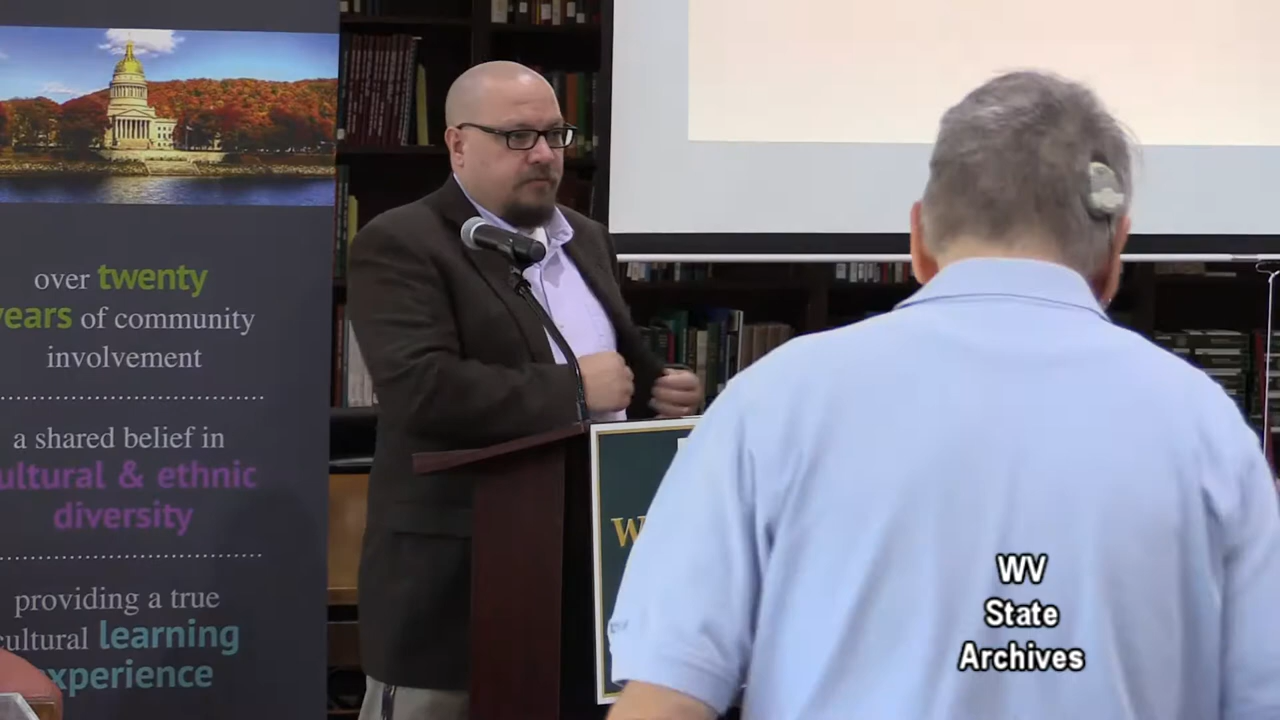 over twenty
years of community
involvement
a shared belief in
ultural & ethnic
diversity
providing a true
cultural learning
experience
W
WV
State
Archives